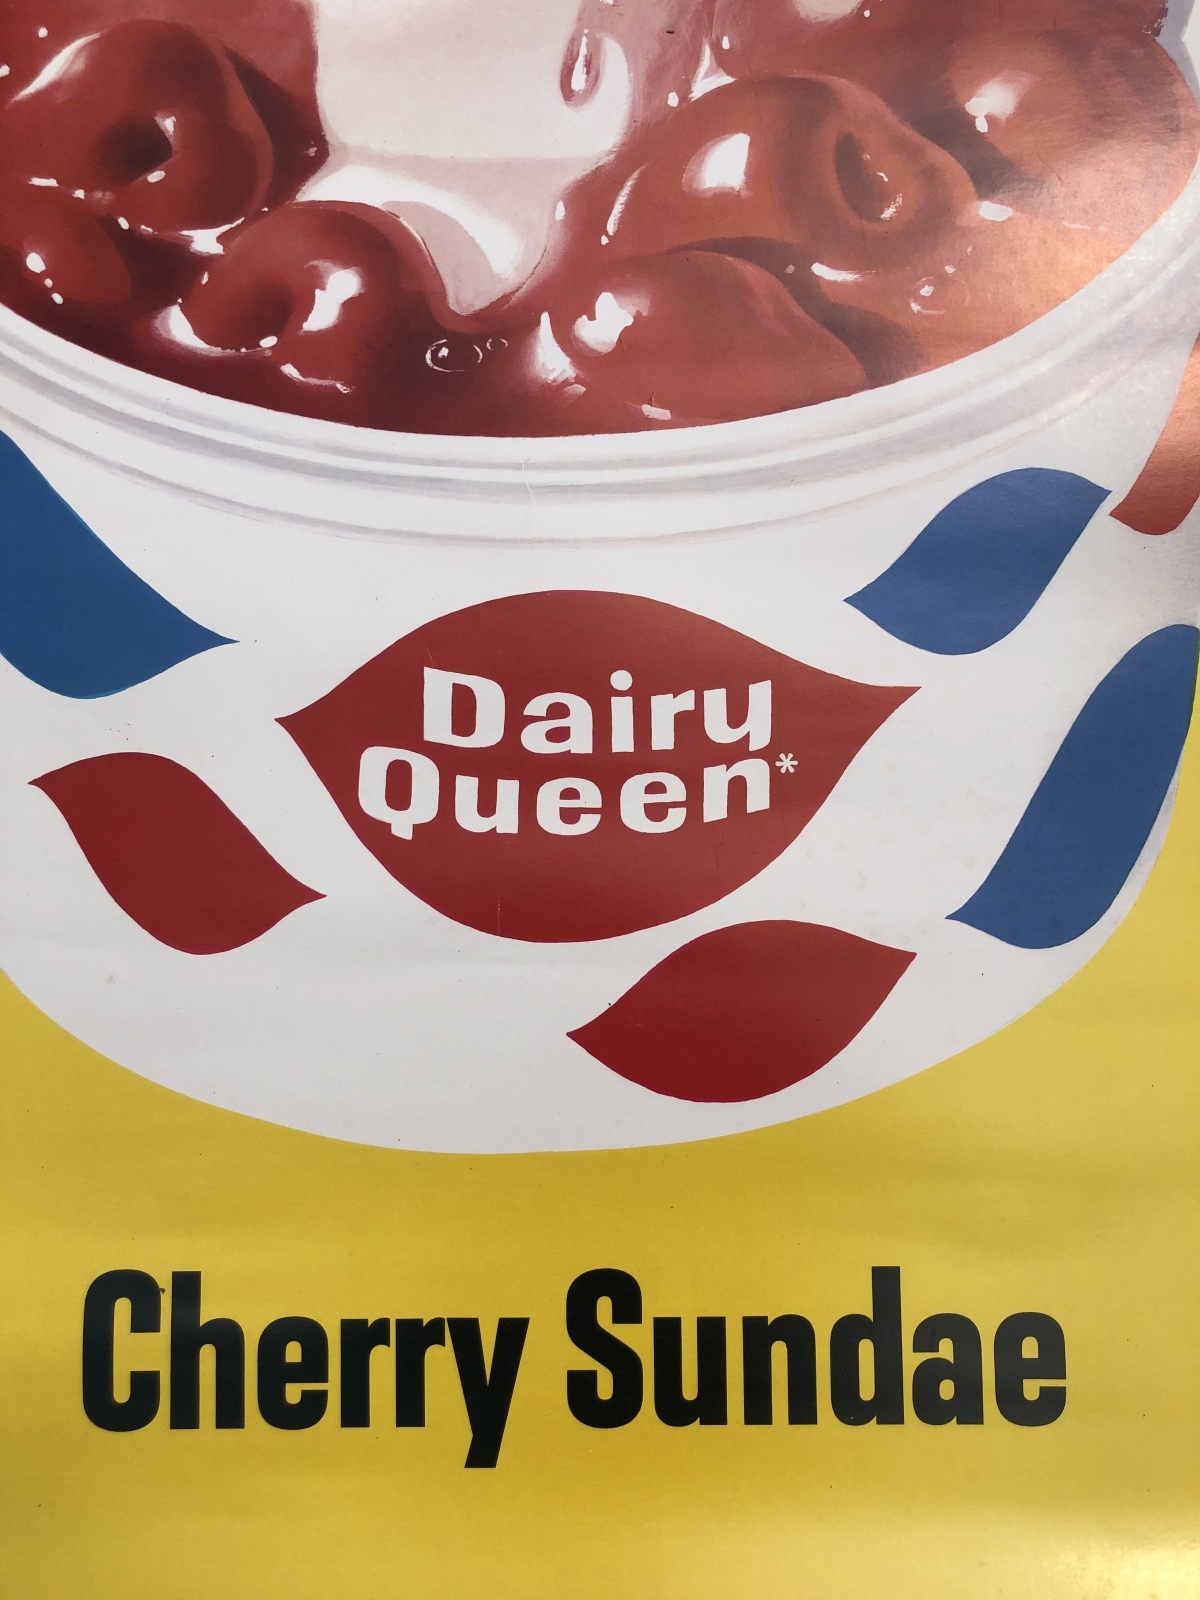 Dairy
Queen*
Cherry Sundae